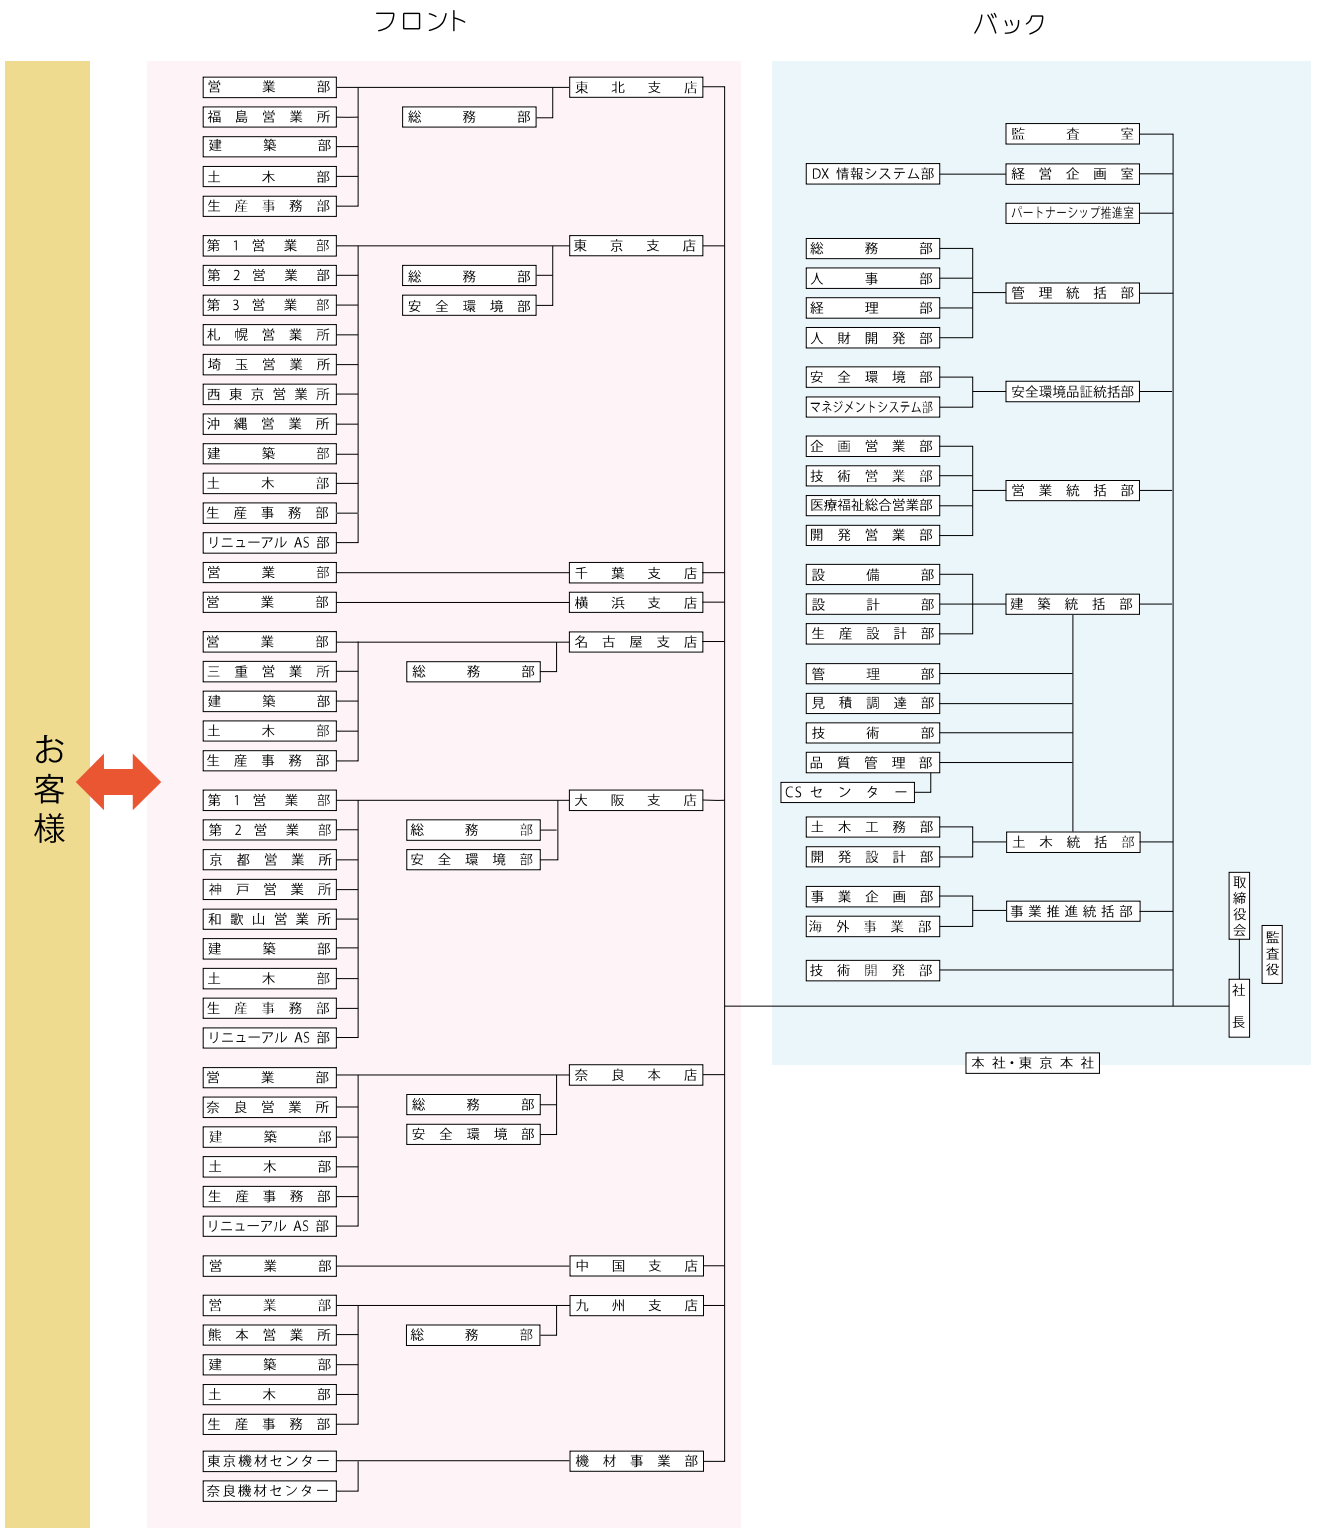 フロント
バック
お客様
営業部
福島営業所
建築部
土木部
生産事務部
総務部
東北支店
第1営業部
第2営業部
第3営業部
札幌営業所
埼玉営業所
西東京営業所
沖縄営業所
建築部
土木部
生産事務部
リニューアル AS 部
総務部
安全環境部
東京支店
営業部
千葉支店
営業部
横浜支店
営業部
三重営業所
建築部
土木部
生産事務部
総務部
名古屋支店
第1営業部
第2営業部
京都営業所
神戸営業所
和歌山営業所
建築部
土木部
生産事務部
リニューアル AS 部
総務部
安全環境部
大阪支店
営業部
奈良営業所
建築部
土木部
生産事務部
リニューアル AS 部
総務部
安全環境部
奈良本店
営業部
中国支店
営業部
熊本営業所
建築部
土木部
生産事務部
総務部
九州支店
東京機材センター
奈良機材センター
機材事業部
監査室
DX 情報システム部
経営企画室
パートナーシップ推進室
総務部
人事部
経理部
人財開発部
管理統括部
安全環境部
マネジメントシステム部
安全環境品証統括部
企画営業部
技術営業部
医療福祉総合営業部
開発営業部
営業統括部
設備部
設計部
生産設計部
建築統括部
管理部
見積調達部
技術部
品質管理部
CS センター
土木工務部
開発設計部
土木統括部
事業企画部
海外事業部
事業推進統括部
技術開発部
取締役会
監査役
社長
本社・東京本社